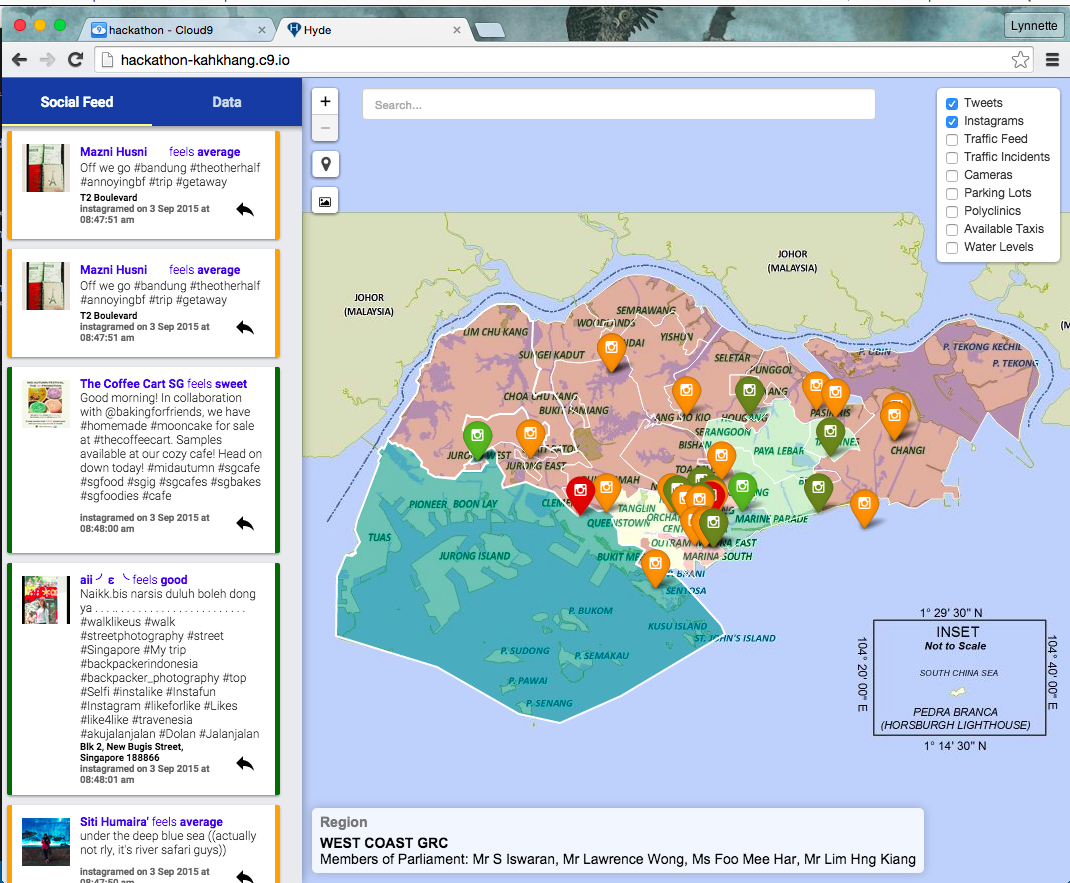 Lynnette
hackathon - Cloud9
Hyde
hackathon-kahkhang.c9.io
Social Feed
Data
Mazni Husni feels average
Off we go #bandung #theotherhalf
#annoyingbf #trip #getaway
T2 Boulevard
instagramed on 3 Sep 2015 at
08:47:51 am
Mazni Husni feels average
Off we go #bandung #theotherhalf
#annoyingbf #trip #getaway
T2 Boulevard
instagramed on 3 Sep 2015 at
08:47:51 am
The Coffee Cart SG feels sweet
Good morning! In collaboration
with @bakingforfriends, we have
#homemade #mooncake for sale
at #thecoffeecart. Samples
available at our cozy cafe! Head on
down today! #midautumn #sgcafe
#sgfood #sgig #sgcafes #sgbakes
#sgfoodies #cafe
instagramed on 3 Sep 2015 at
08:48:00 am
aii ╯ ε ╰ feels good
Naikk.bis narsis duluh boleh dong
ya . . . . . . . . . . . . . . . . . . . . . . . . . .
#walklikeus #walk
#streetphotography #street
#Singapore #My trip
#backpackerindonesia
#backpacker_photography #top
#Selfi #instalike #Instafun
#Instagram #likeforlike #Likes
#like4like #travenesia
#akujalanjalan #Dolan #Jalanjalan
Blk 2, New Bugis Street,
Singapore 188866
instagramed on 3 Sep 2015 at
08:48:01 am
Siti Humaira' feels average
under the deep blue sea ((actually
not rly, it's river safari guys))
instagramed on 3 Sep 2015 at
08:47:50 am
+
−
Search...
Tweets
Instagrams
Traffic Feed
Traffic Incidents
Cameras
Parking Lots
Polyclinics
Available Taxis
Water Levels
JOHOR
(MALAYSIA)
JOHOR
(MALAYSIA)
(M
SEMBAWANG
WOODLANDS
LIM CHU KANG
YISHUN
SUNGEI KADUT
SELETAR
P. UBIN
P. TEKONG KECHIL
P. TEKONG
PUNGGOL
CHOA CHU KANG
BUKIT PANJANG
ANG MO KIO
HOUGANG
SERANGOON
BISHAN
PAYA LEBAR
CHANGI
JURONG EAST
PIONEER
BOON LAY
TANGLIN
QUEENSTOWN
MARINE PARADE
TUAS
JURONG ISLAND
OUTRAM
MARINA SOUTH
P. BRANI
SENTOSA
P. BUKOM
KUSU ISLAND
ST. JOHN'S ISLAND
P. SUDONG
P. SEMAKAU
P. PAWAI
P. SENANG
1° 29' 30" N
104° 20' 00" E
INSET
Not to Scale
SOUTH CHINA SEA
PEDRA BRANCA
(HORSBURGH LIGHTHOUSE)
104° 40' 00" E
1° 14' 30" N
Region
WEST COAST GRC
Members of Parliament: Mr S Iswaran, Mr Lawrence Wong, Ms Foo Mee Har, Mr Lim Hng Kiang